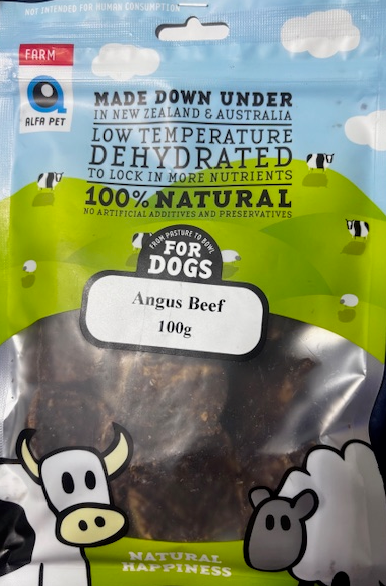 NOT INTENDED FOR HUMAN CONSUMPTION
FARM
ALFA PET
MADE DOWN UNDER
IN NEW ZEALAND & AUSTRALIA
LOW TEMPERATURE
DEHYDRATED
TO LOCK IN MORE NUTRIENTS
100% NATURAL
NO ARTIFICIAL ADDITIVES AND PRESERVATIVES
FROM PASTURE TO BOWL
FOR
DOGS
Angus Beef
100g
NATURAL
HAPPINESS